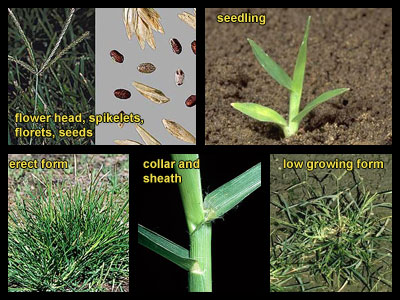 seedling
flower head, spikelets,
florets, seeds
erect form
collar and
sheath
low growing form